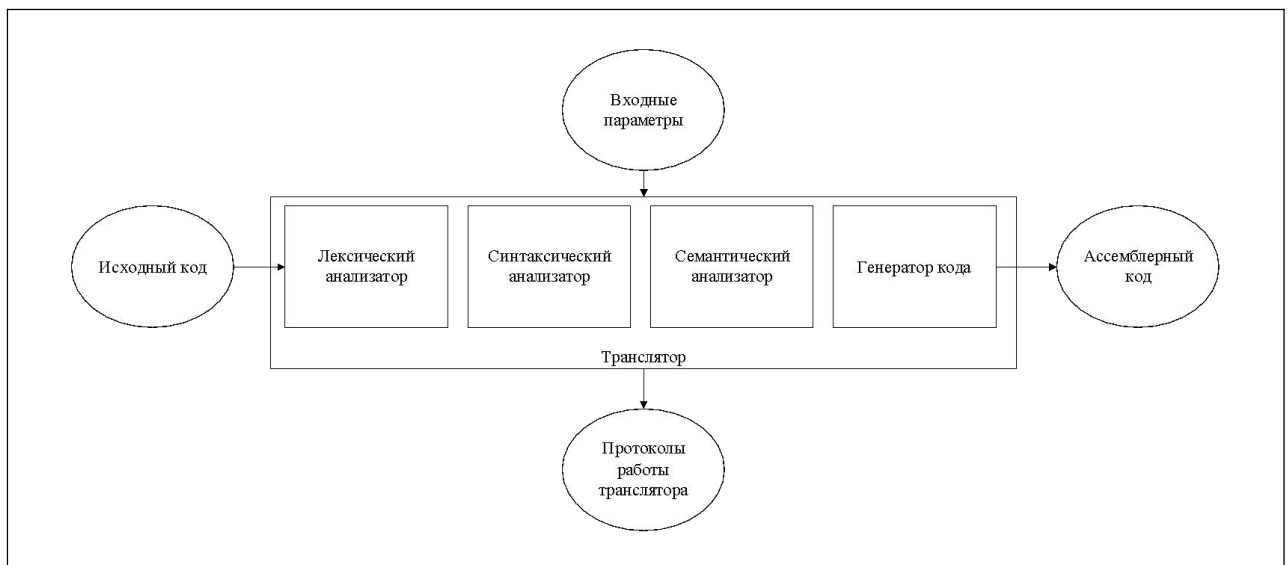 Входные
параметры
Исходный код
Лексический
анализатор
Синтаксический
анализатор
Семантический
анализатор
Генератор кода
Ассемблерный
код
Транслятор
Протоколы
работы
транслятора